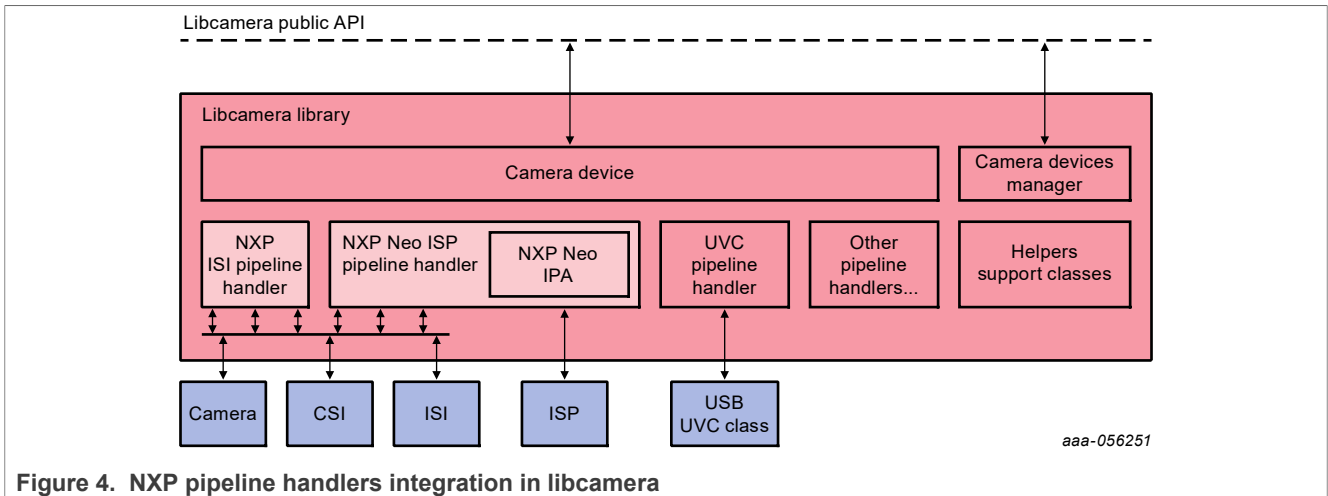 Libcamera public API
Libcamera library
Camera device
Camera devices
manager
NXP
ISI pipeline
handler
NXP Neo ISP
pipeline handler
NXP Neo
IPA
UVC
pipeline
handler
Other
pipeline
handlers...
Helpers
support classes
Camera
CSI
ISI
ISP
USB
UVC class
aaa-056251
Figure 4. NXP pipeline handlers integration in libcamera